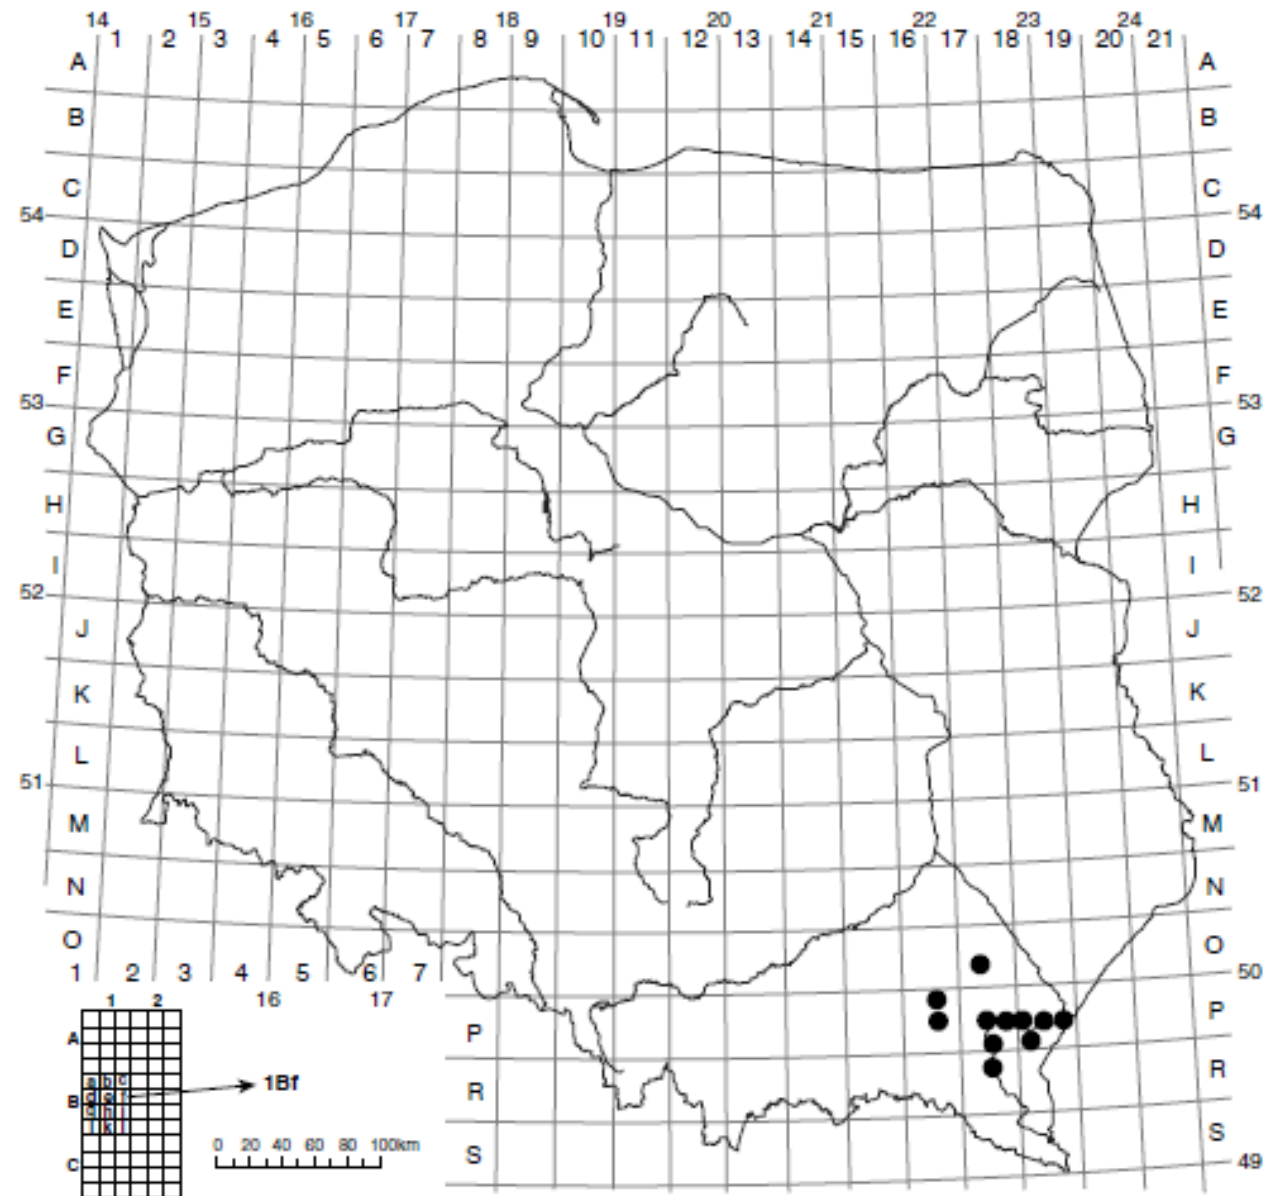 14 15 16 17 18 19 20 21 22 23 24
1 2 3 4 5 6 7 8 9 10 11 12 13 14 15 16 17 18 19 20 21
A A
B B
C C
54 54
D D
E E
F F
53 53
G G
H H
I I
52 52
J J
K K
L L
51 51
M M
N N
O O
1 2 3 4 5 6 7 50
16 17
P P
R R
S S
49
1 2
A
a b c
B d e f 1Bf
g h i
j k l
C
0 20 40 60 80 100km